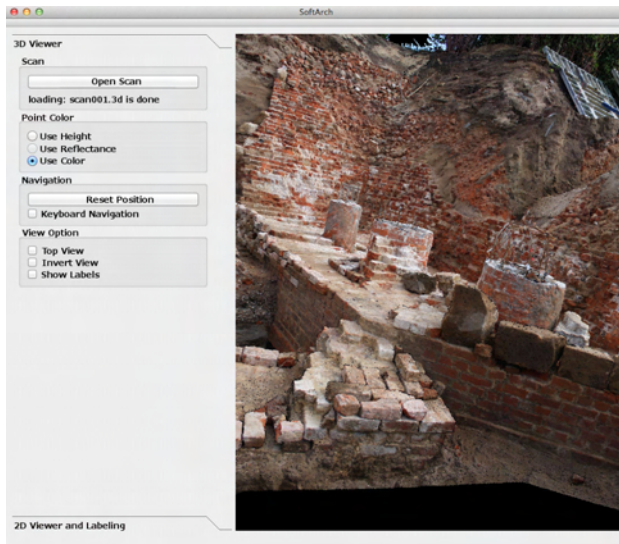 SoftArch
3D Viewer
Scan
Open Scan
loading: scan001.3d is done
Point Color
Use Height
Use Reflectance
Use Color
Navigation
Reset Position
Keyboard Navigation
View Option
Top View
Invert View
Show Labels
2D Viewer and Labeling